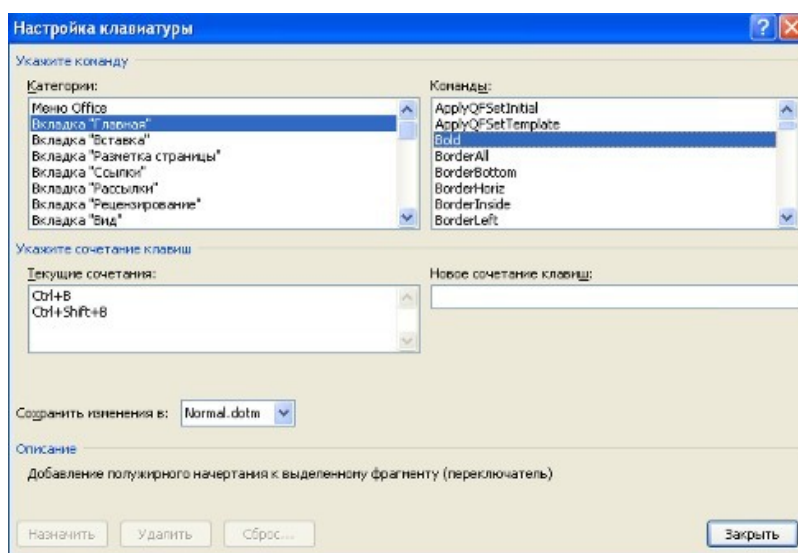 Настройка клавиатуры
Укажите команду
Категории:
Меню Office
Вкладка "Главная"
Вкладка "Вставка"
Вкладка "Разметка страницы"
Вкладка "Ссылки"
Вкладка "Рассылки"
Вкладка "Рецензирование"
Вкладка "Вид"
Команды:
ApplyQFSetInitial
ApplyQFSetTemplate
Bold
BorderAll
BorderBottom
BorderHoriz
BorderInside
BorderLeft
Укажите сочетание клавиш
Текущие сочетания:
Ctrl+B
Ctrl+Shift+B
Новое сочетание клавиш:
Сохранить изменения в: Normal.dotm
Описание
Добавление полужирного начертания к выделенному фрагменту (переключатель)
Назначить Удалить Сброс... Закрыть